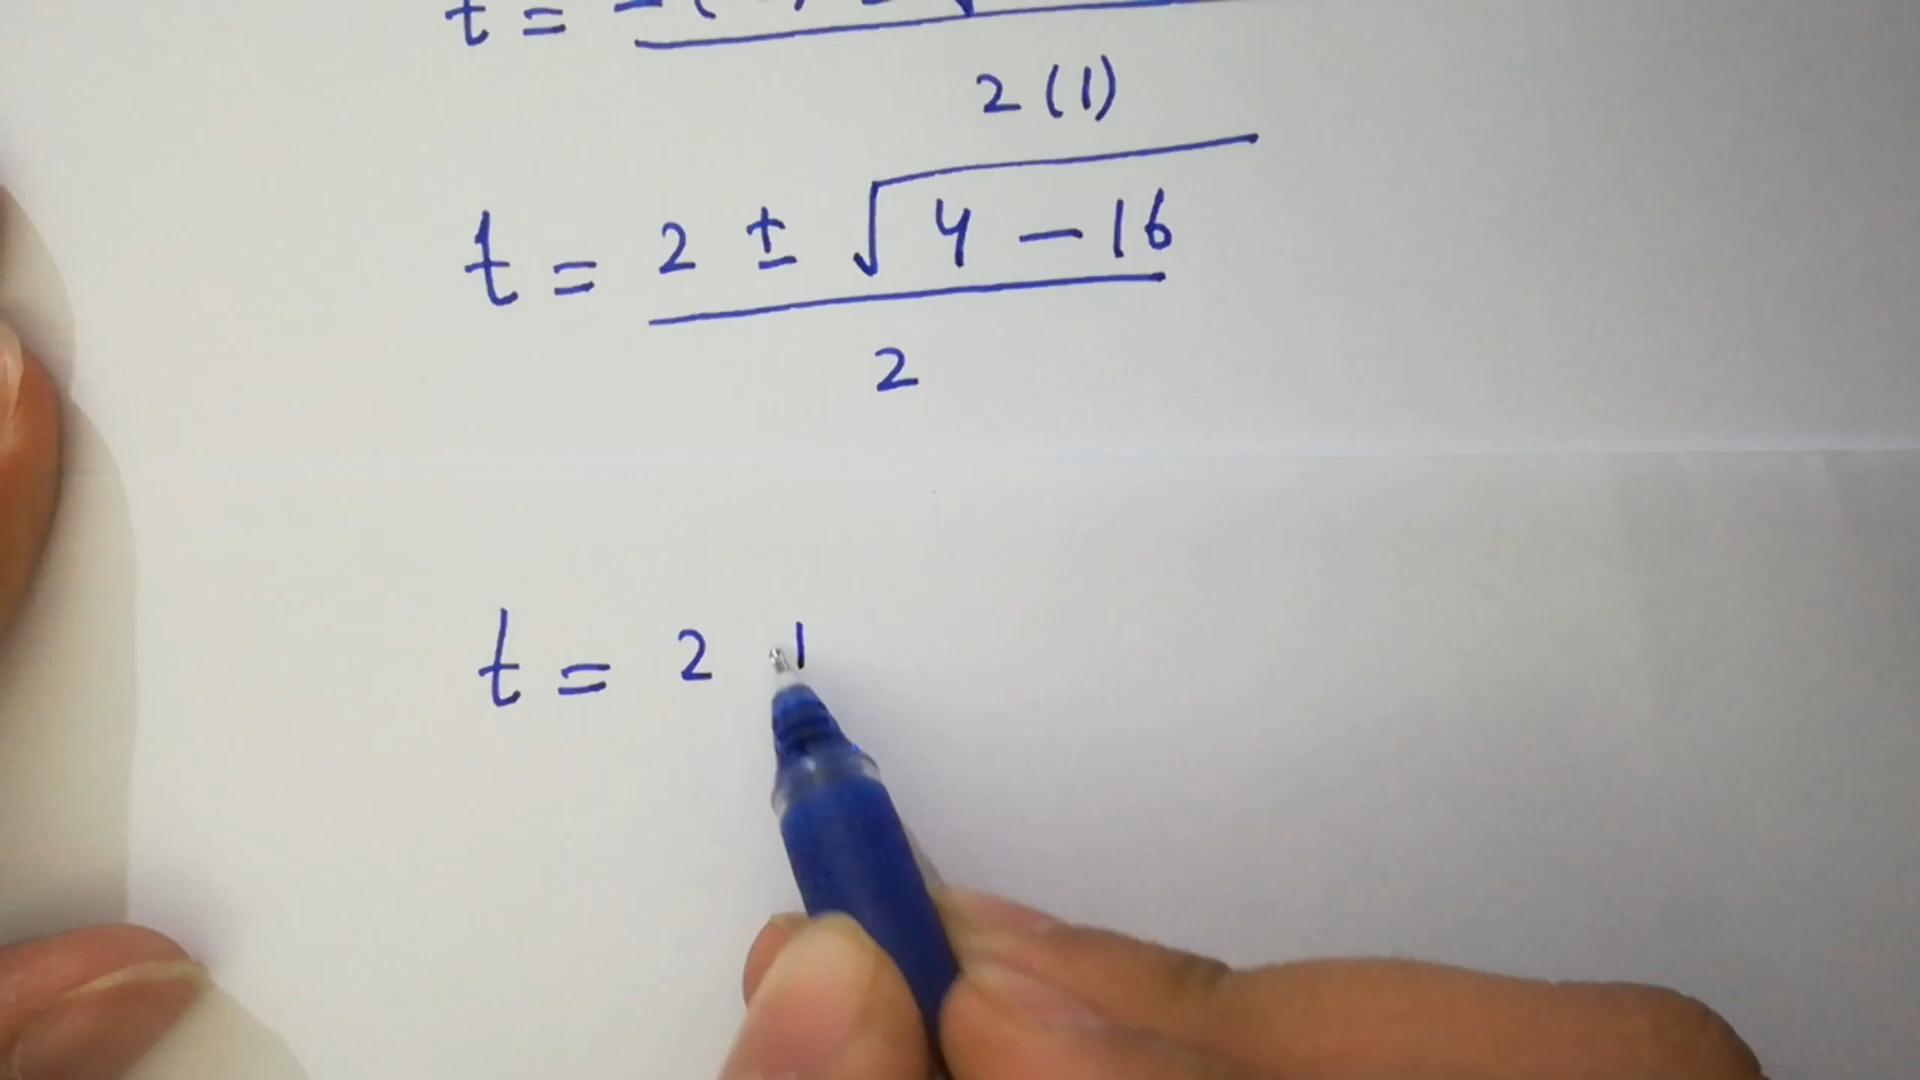 t =
2 (1)
t = 2 ± √4 - 16
2
t = 2